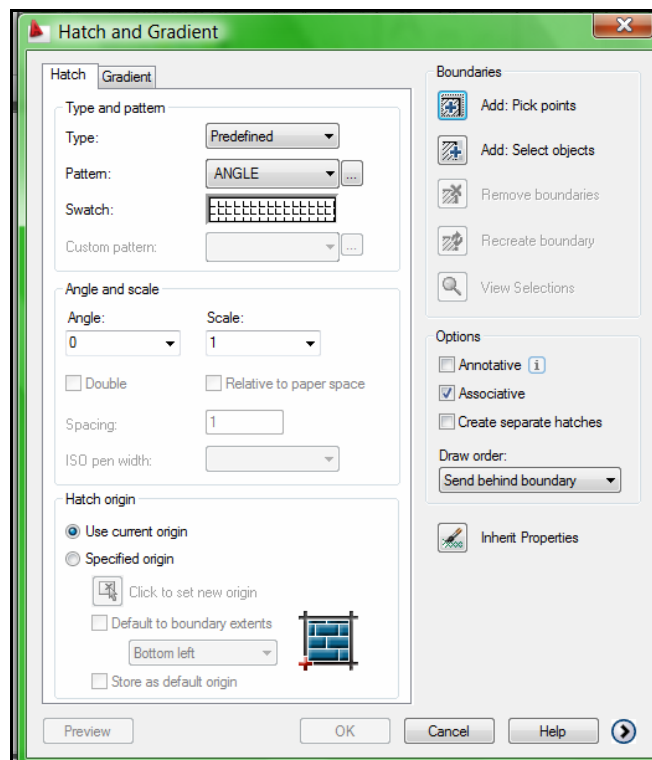 Hatch and Gradient
Hatch
Gradient
Type and pattern
Type:
Predefined
Pattern:
ANGLE
...
Swatch:
Custom pattern:
...
Angle and scale
Angle:
Scale:
0
1
Double
Relative to paper space
Spacing:
1
ISO pen width:
Hatch origin
Use current origin
Specified origin
Click to set new origin
Default to boundary extents
Bottom left
Store as default origin
Boundaries
Add: Pick points
Add: Select objects
Remove boundaries
Recreate boundary
View Selections
Options
Annotative
Associative
Create separate hatches
Draw order:
Send behind boundary
Inherit Properties
Preview
OK
Cancel
Help